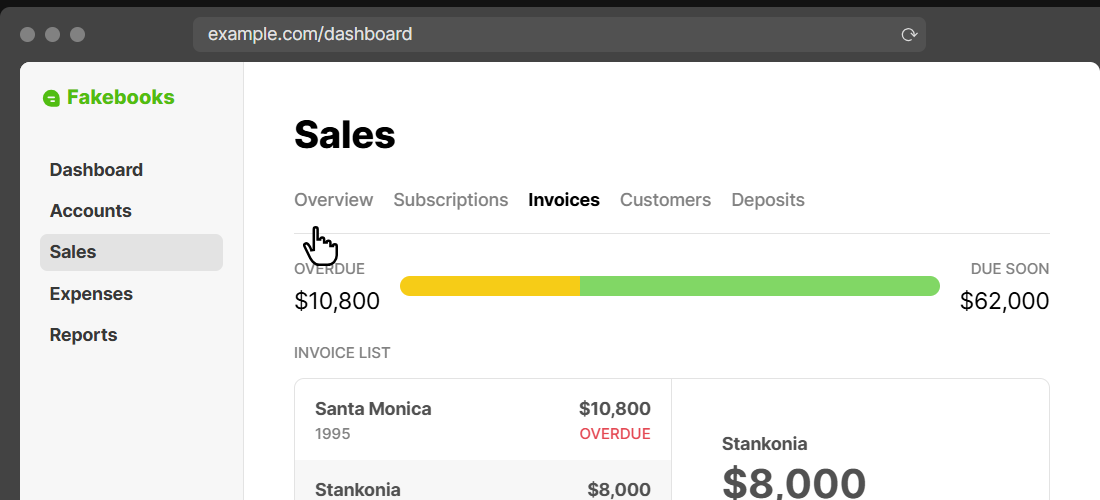 example.com/dashboard
Fakebooks
Dashboard
Accounts
Sales
Expenses
Reports
Sales
Overview Subscriptions Invoices Customers Deposits
OVERDUE DUE SOON
$10,800 $62,000
INVOICE LIST
Santa Monica $10,800
1995 OVERDUE
Stankonia $8,000
Stankonia
$8,000